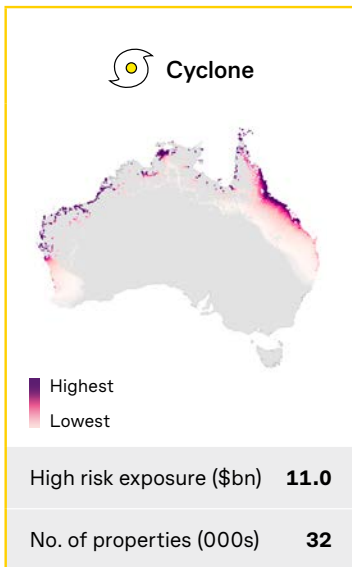 Cyclone
Highest
Lowest
High risk exposure ($bn) 11.0
No. of properties (000s) 32